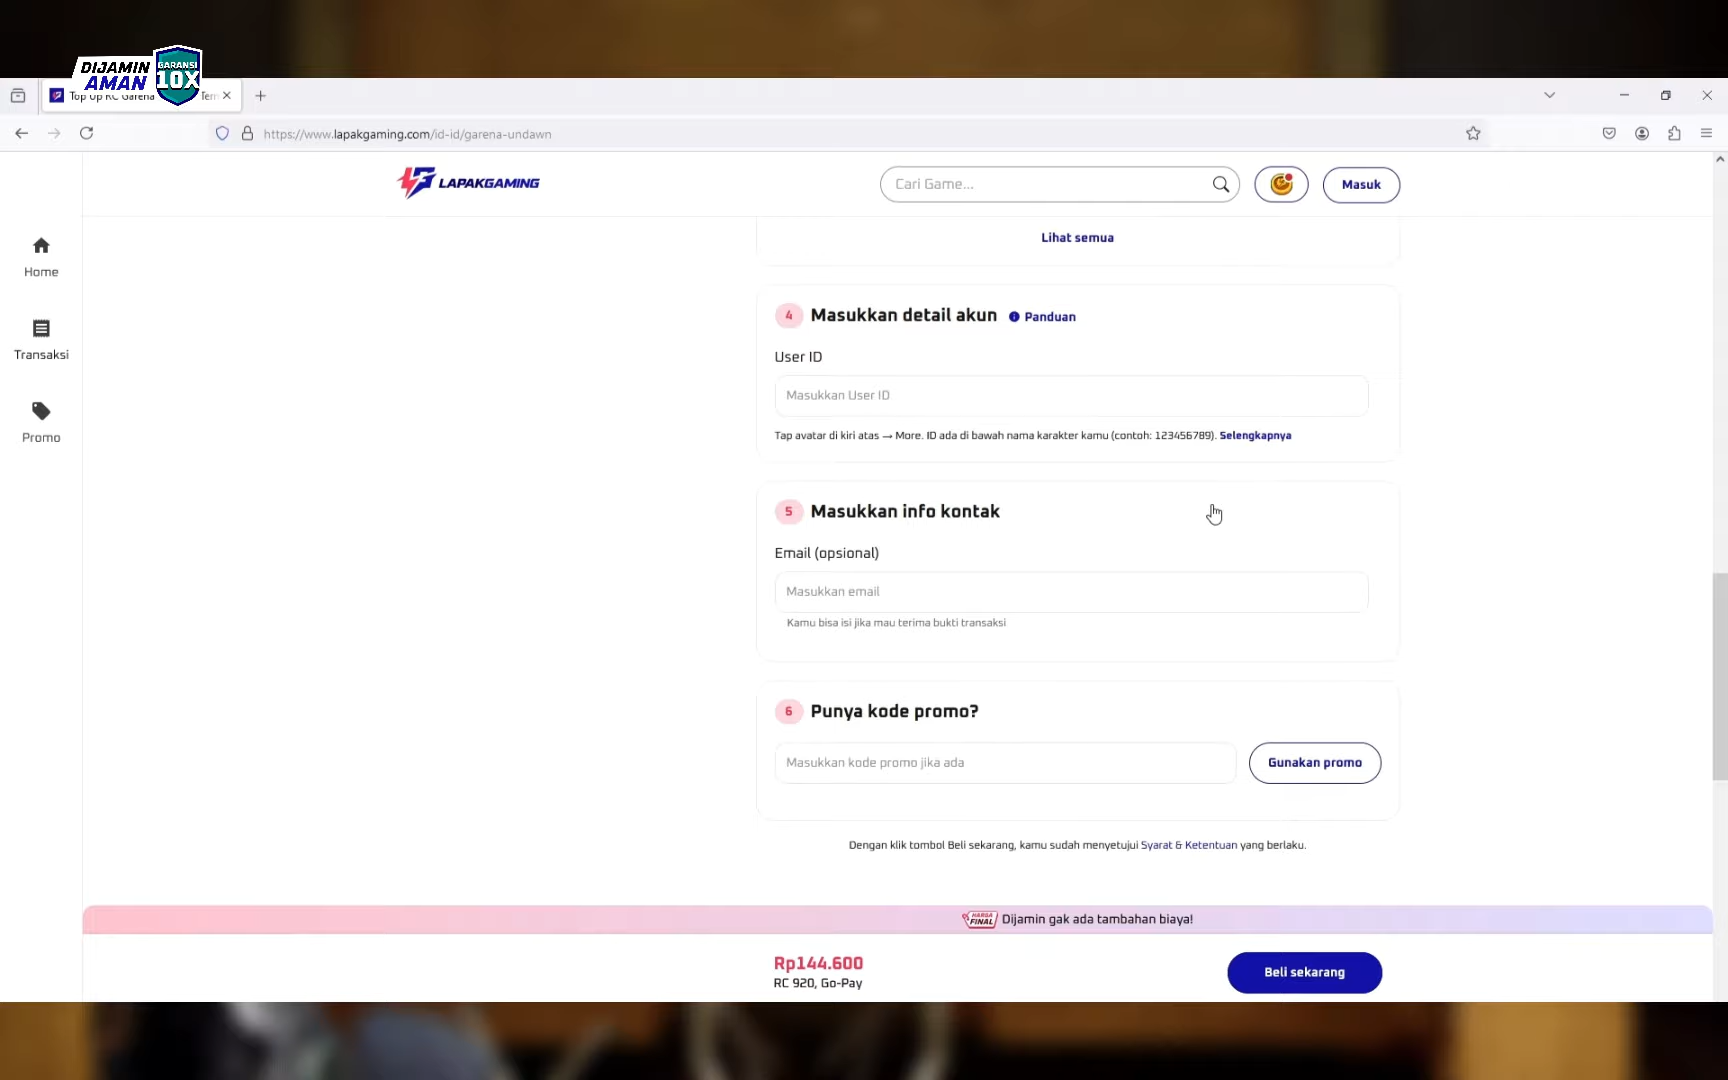 DIJAMIN
AMAN
GARANSI
10X
Top Up RC Garena
https://www.lapakgaming.com/id-id/garena-undawn
LAPAKGAMING
Cari Game...
Masuk
Home
Transaksi
Promo
Lihat semua
4 Masukkan detail akun Panduan
User ID
Masukkan User ID
Tap avatar di kiri atas → More. ID ada di bawah nama karakter kamu (contoh: 123456789). Selengkapnya
5 Masukkan info kontak
Email (opsional)
Masukkan email
Kamu bisa isi jika mau terima bukti transaksi
6 Punya kode promo?
Masukkan kode promo jika ada
Gunakan promo
Dengan klik tombol Beli sekarang, kamu sudah menyetujui Syarat & Ketentuan yang berlaku.
HARGA FINAL Dijamin gak ada tambahan biaya!
Rp144.600
RC 920, Go-Pay
Beli sekarang